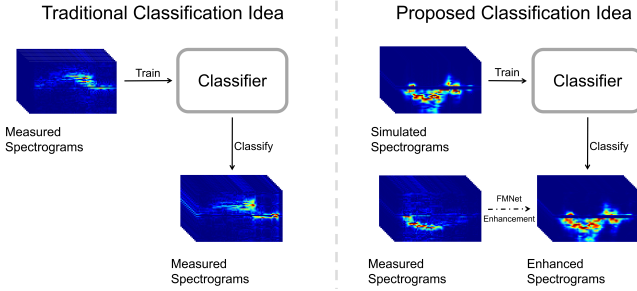 Traditional Classification Idea
Train
Classifier
Measured
Spectrograms
Classify
Measured
Spectrograms
Proposed Classification Idea
Train
Classifier
Simulated
Spectrograms
Classify
FMNet
Enhancement
Measured
Spectrograms
Enhanced
Spectrograms